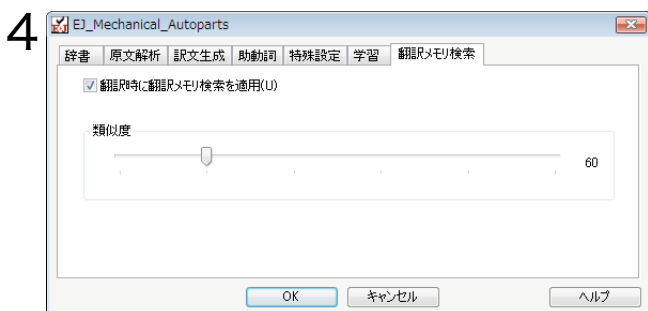 4
EJ_Mechanical_Autoparts
辞書 原文解析 訳文生成 助動詞 特殊設定 学習 翻訳メモリ検索
翻訳時に翻訳メモリ検索を適用(U)
類似度
60
OK キャンセル ヘルプ